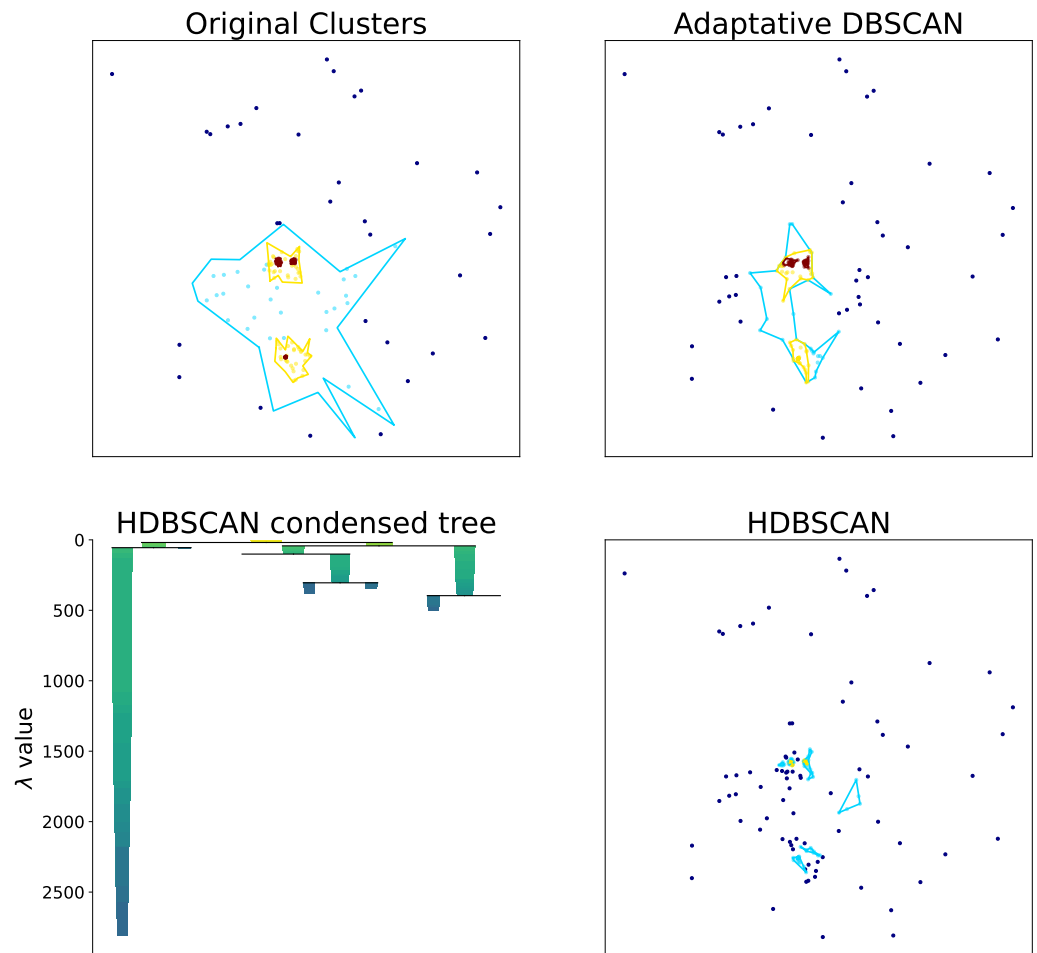 Original Clusters
Adaptative DBSCAN
HDBSCAN condensed tree
HDBSCAN
0
500
1000
1500
2000
2500
λ value